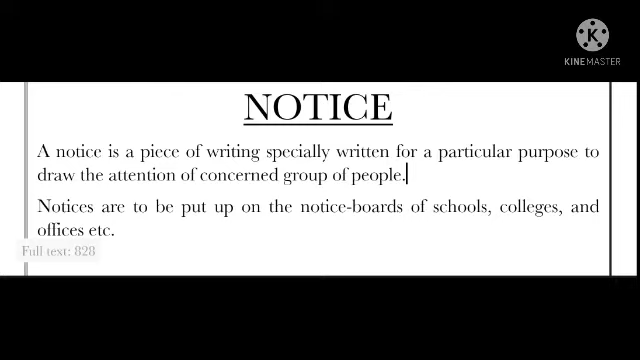 K
KINEMASTER
NOTICE
A notice is a piece of writing specially written for a particular purpose to
draw the attention of concerned group of people.
Notices are to be put up on the notice-boards of schools, colleges, and
offices etc.
Full text: 828